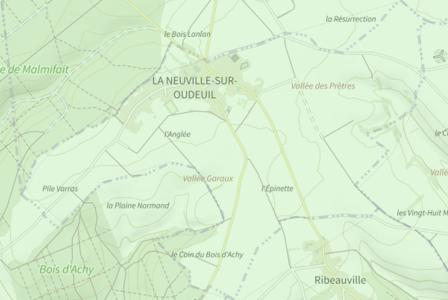 la Résurrection
le Bois Lanlan
e de Malmifait
LA NEUVILLE-SUR-
OUDEUIL
Vallée des Prêtres
l'Anglée
le C
Vallé
Vallée Garaux
Pile Varras
l'Épinette
la Plaine Normand
les Vingt-Huit M
le Coin du Bois d'Achy
Bois d'Achy
Ribeauville